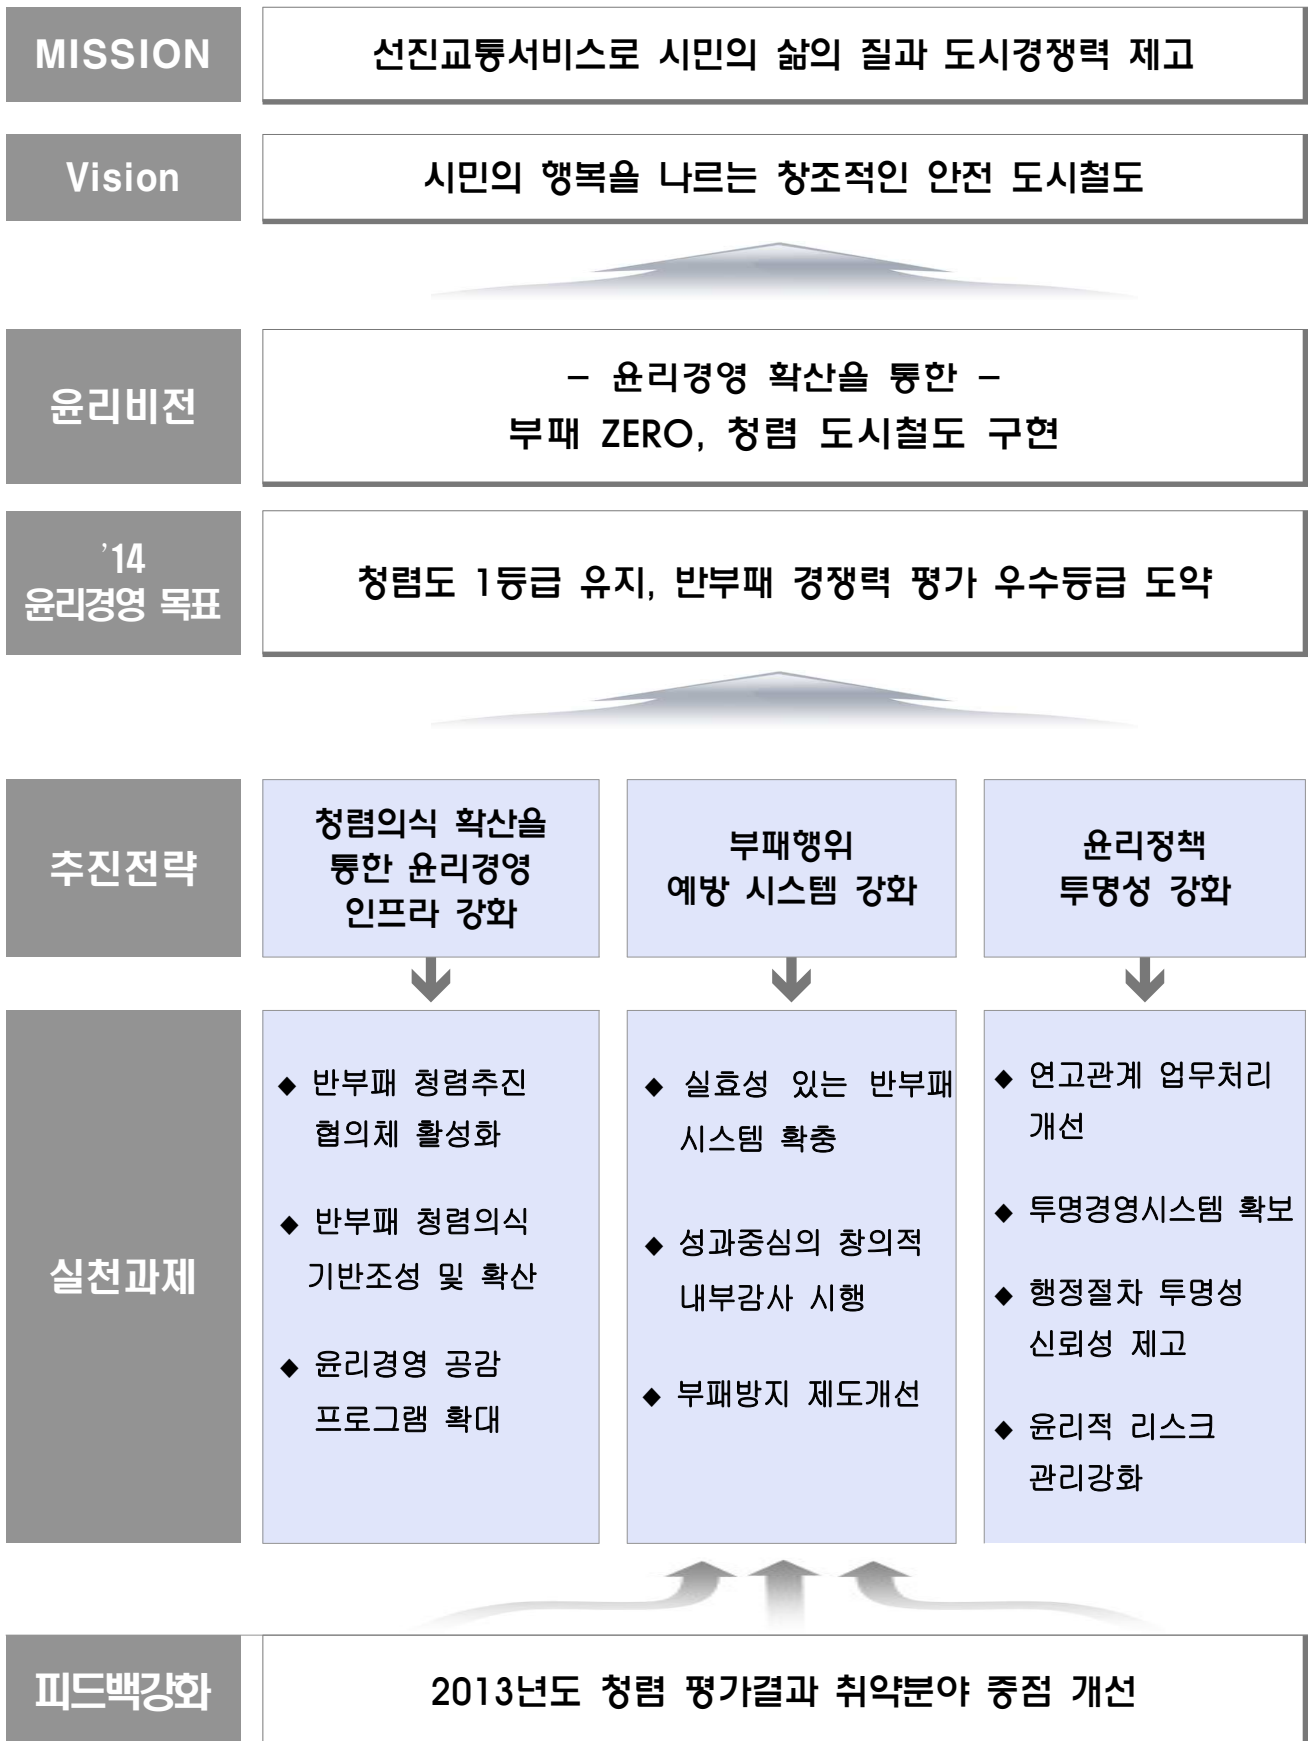 MISSION
선진교통서비스로 시민의 삶의 질과 도시경쟁력 제고
Vision
시민의 행복을 나르는 창조적인 안전 도시철도
윤리비전
– 윤리경영 확산을 통한 –
부패 ZERO, 청렴 도시철도 구현
’14
윤리경영 목표
청렴도 1등급 유지, 반부패 경쟁력 평가 우수등급 도약
추진전략
청렴의식 확산을
통한 윤리경영
인프라 강화
부패행위
예방 시스템 강화
윤리정책
투명성 강화
실천과제
◆ 반부패 청렴추진
협의체 활성화
◆ 반부패 청렴의식
기반조성 및 확산
◆ 윤리경영 공감
프로그램 확대
◆ 실효성 있는 반부패
시스템 확충
◆ 성과중심의 창의적
내부감사 시행
◆ 부패방지 제도개선
◆ 연고관계 업무처리
개선
◆ 투명경영시스템 확보
◆ 행정절차 투명성
신뢰성 제고
◆ 윤리적 리스크
관리강화
피드백강화
2013년도 청렴 평가결과 취약분야 중점 개선